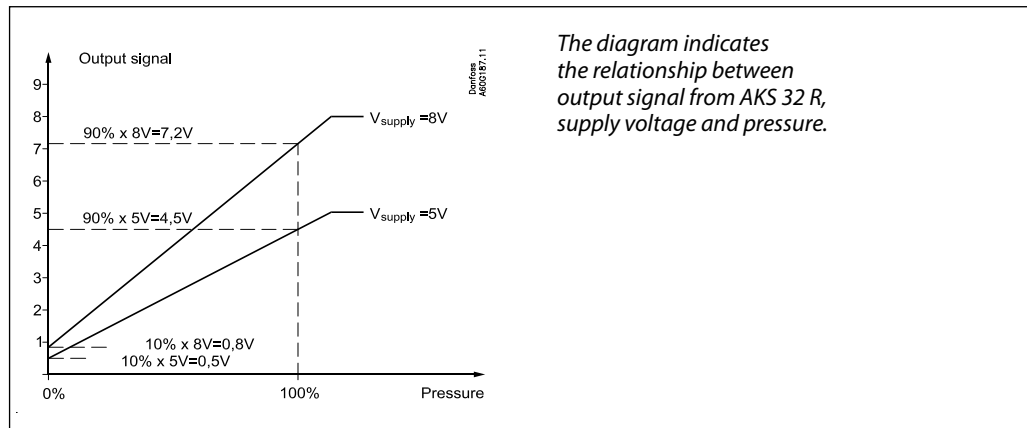 Output signal
Danfoss
A60G187.11
9
8
7
6
5
4
3
2
1
V supply =8V
90% x 8V=7,2V
90% x 5V=4,5V
V supply =5V
10% x 8V=0,8V
10% x 5V=0,5V
0%
100%
Pressure
The diagram indicates
the relationship between
output signal from AKS 32 R,
supply voltage and pressure.